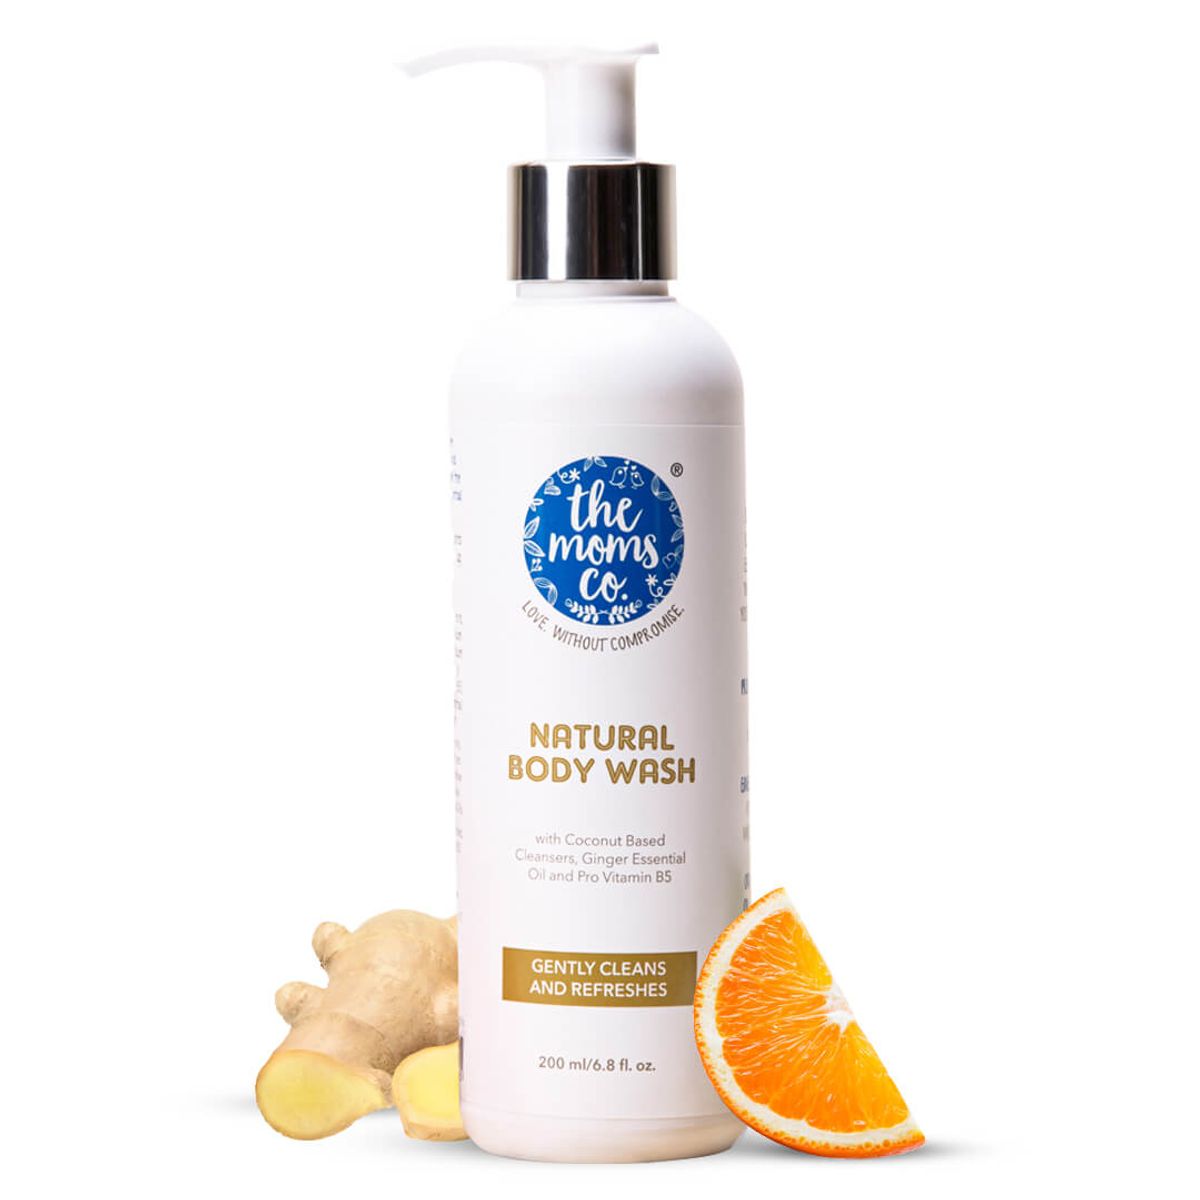 the
moms
co.
®
LOVE. WITHOUT COMPROMISE.
NATURAL
BODY WASH
with Coconut Based
Cleansers, Ginger Essential
Oil and Pro Vitamin B5
GENTLY CLEANS
AND REFRESHES
200 ml/6.8 fl. oz.